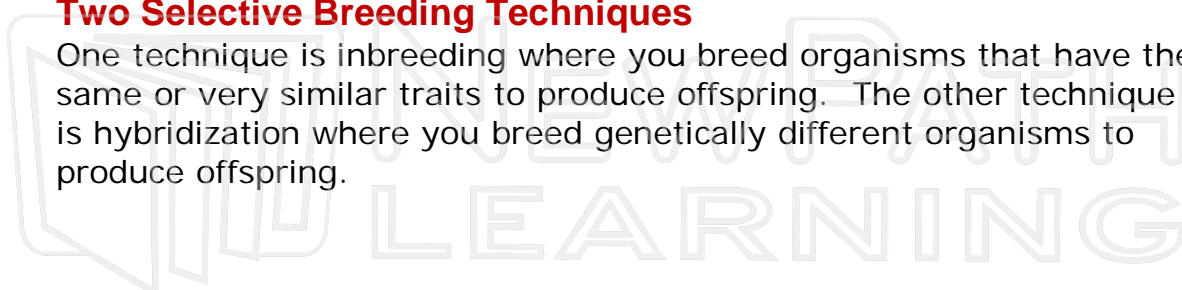 Two Selective Breeding Techniques
One technique is inbreeding where you breed organisms that have the
same or very similar traits to produce offspring. The other technique
is hybridization where you breed genetically different organisms to
produce offspring.
NEWPATH
LEARNING